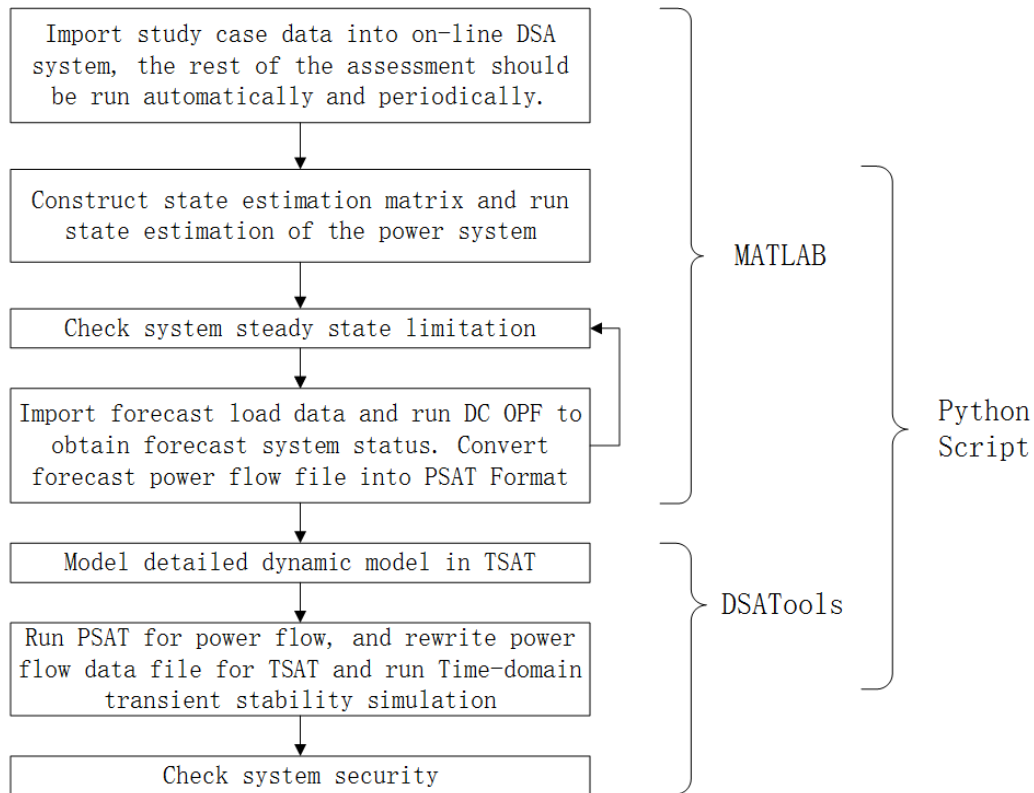 Import study case data into on-line DSA
system, the rest of the assessment should
be run automatically and periodically.
Construct state estimation matrix and run
state estimation of the power system
MATLAB
Check system steady state limitation
Import forecast load data and run DC OPF to
obtain forecast system status. Convert
forecast power flow file into PSAT Format
Python
Script
Model detailed dynamic model in TSAT
DSATools
Run PSAT for power flow, and rewrite power
flow data file for TSAT and run Time-domain
transient stability simulation
Check system security